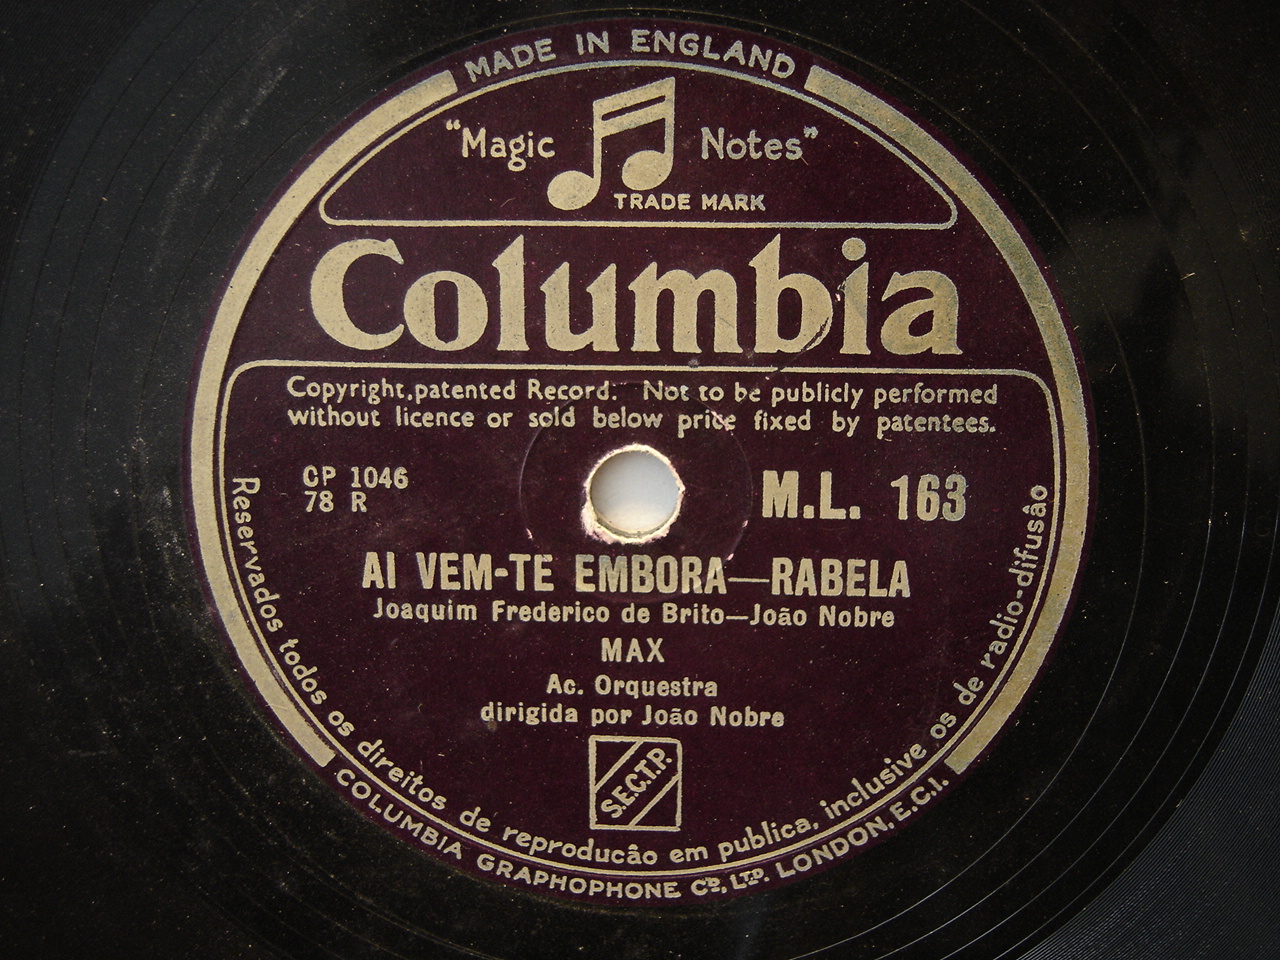 MADE IN ENGLAND
"Magic Notes"
TRADE MARK
Columbia
Copyright, patented Record. Not to be publicly performed
without licence or sold below price fixed by patentees.
CP 1046
78 R
M.L. 163
AI VEM-TE EMBORA—RABELA
Joaquim Frederico de Brito—João Nobre
MAX
Ac. Orquestra
dirigida por João Nobre
S.E.C.T.P.
Reservados todos os direitos de reproducão em publica, inclusive os de radio-difusão
COLUMBIA GRAPHOPHONE CO, LTD. LONDON, E.C.I.